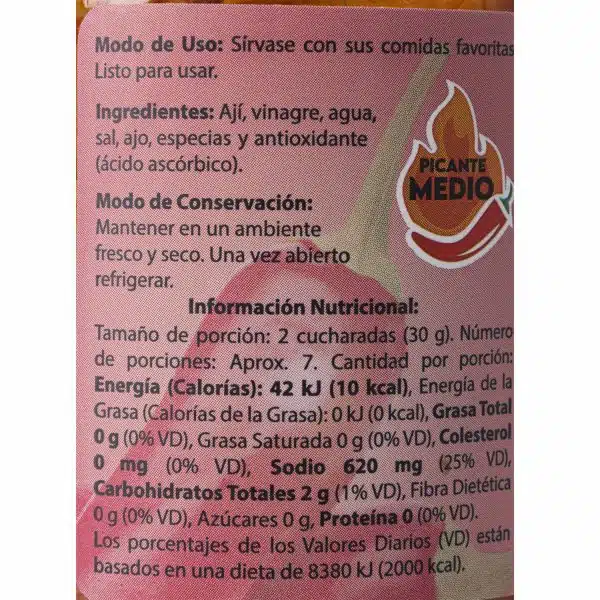 Modo de Uso: Sírvase con sus comidas favoritas
Listo para usar.
Ingredientes: Ají, vinagre, agua,
sal, ajo, especias y antioxidante
(ácido ascórbico).
PICANTE
MEDIO
Modo de Conservación:
Mantener en un ambiente
fresco y seco. Una vez abierto
refrigerar.
Información Nutricional:
Tamaño de porción: 2 cucharadas (30 g). Número
de porciones: Aprox. 7. Cantidad por porción:
Energía (Calorías): 42 kJ (10 kcal), Energía de la
Grasa (Calorías de la Grasa): 0 kJ (0 kcal), Grasa Total
0 g (0% VD), Grasa Saturada 0 g (0% VD), Colesterol
0 mg (0% VD), Sodio 620 mg (25% VD),
Carbohidratos Totales 2 g (1% VD), Fibra Dietética
0 g (0% VD), Azúcares 0 g, Proteína 0 (0% VD).
Los porcentajes de los Valores Diarios (VD) están
basados en una dieta de 8380 kJ (2000 kcal).